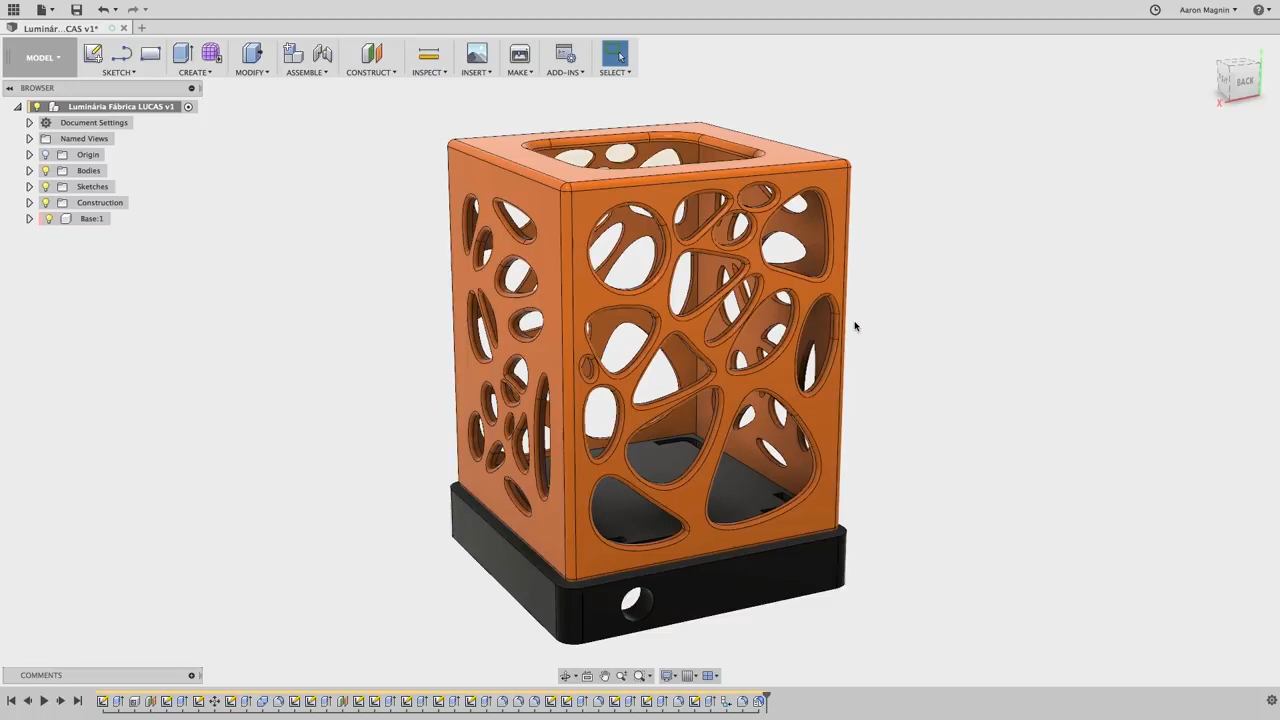 Aaron Magnin
Luminár...CAS v1*
MODEL
SKETCH
CREATE
MODIFY
ASSEMBLE
CONSTRUCT
INSPECT
INSERT
MAKE
ADD-INS
SELECT
BROWSER
Luminária Fábrica LUCAS v1
Document Settings
Named Views
Origin
Bodies
Sketches
Construction
Base:1
BACK
X
COMMENTS